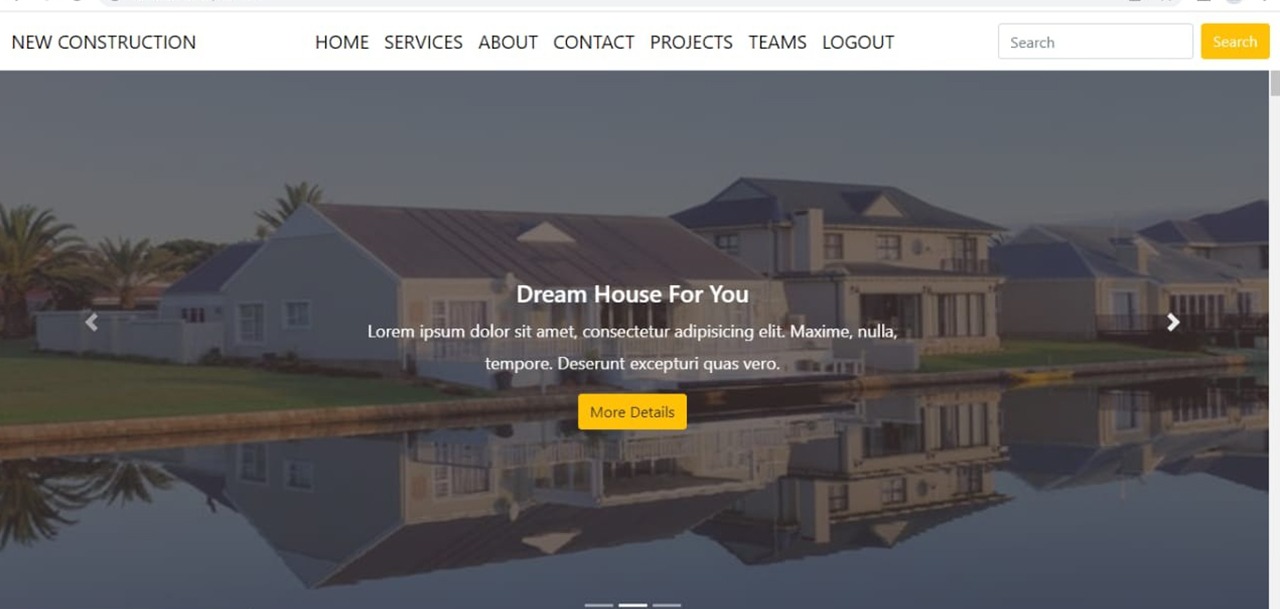 NEW CONSTRUCTION
HOME SERVICES ABOUT CONTACT PROJECTS TEAMS LOGOUT
Search
Search
Dream House For You
Lorem ipsum dolor sit amet, consectetur adipisicing elit. Maxime, nulla,
tempore. Deserunt excepturi quas vero.
More Details